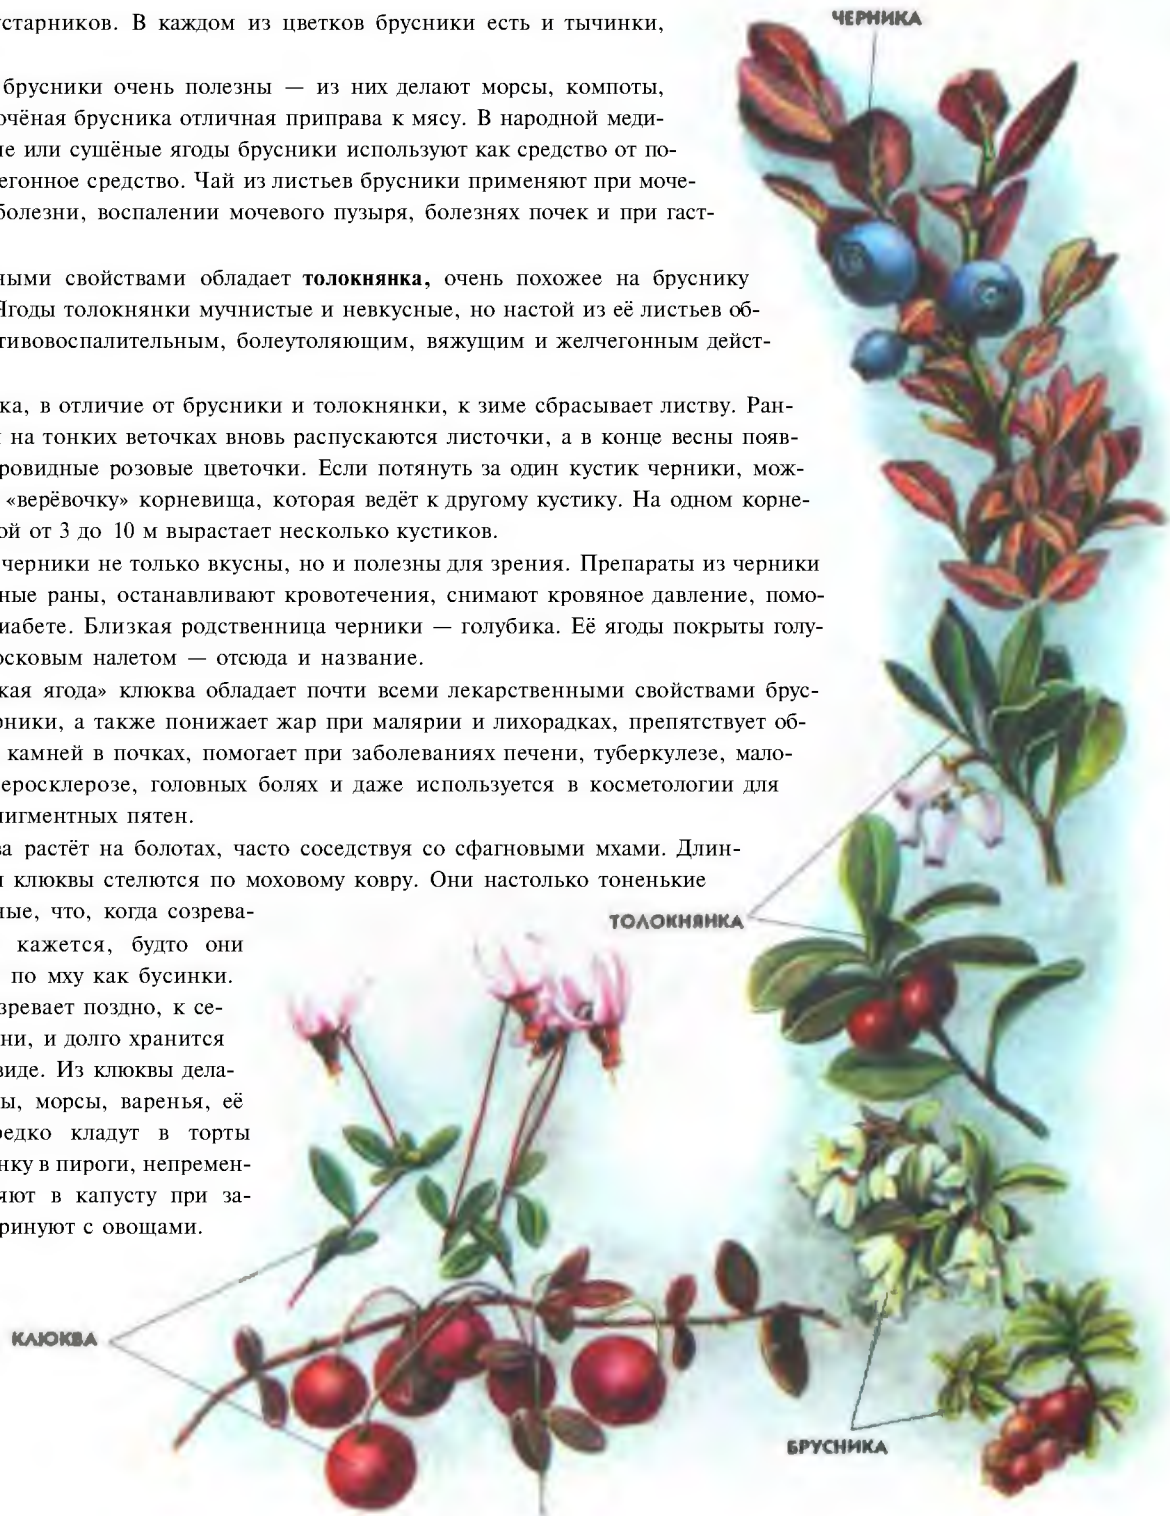 старников. В каждом из цветков брусники есть и тычинки,
брусники очень полезны — из них делают морсы, компоты,
очёная брусника отличная приправа к мясу. В народной меди-
ие или сушёные ягоды брусники используют как средство от по-
егонное средство. Чай из листьев брусники применяют при моче-
болезни, воспалении мочевого пузыря, болезнях почек и при гаст-
ными свойствами обладает толокнянка, очень похожее на бруснику
Ягоды толокнянки мучнистые и невкусные, но настой из её листьев об-
тивовоспалительным, болеутоляющим, вяжущим и желчегонным дейст-
ка, в отличие от брусники и толокнянки, к зиме сбрасывает листву. Ран-
на тонких веточках вновь распускаются листочки, а в конце весны появ-
ровидные розовые цветочки. Если потянуть за один кустик черники, мож-
«верёвочку» корневища, которая ведёт к другому кустику. На одном корне-
ой от 3 до 10 м вырастает несколько кустиков.
черники не только вкусны, но и полезны для зрения. Препараты из черники
ные раны, останавливают кровотечения, снимают кровяное давление, помо-
иабете. Близкая родственница черники — голубика. Её ягоды покрыты голу-
осковым налетом — отсюда и название.
кая ягода» клюква обладает почти всеми лекарственными свойствами брус-
рники, а также понижает жар при малярии и лихорадках, препятствует об-
камней в почках, помогает при заболеваниях печени, туберкулезе, мало-
еросклерозе, головных болях и даже используется в косметологии для
пигментных пятен.
ва растёт на болотах, часто соседствуя со сфагновыми мхами. Длин-
и клюквы стелются по моховому ковру. Они настолько тоненькие
ные, что, когда созрева-
кажется, будто они
по мху как бусинки.
зревает поздно, к се-
ни, и долго хранится
виде. Из клюквы дела-
ы, морсы, варенья, её
редко кладут в торты
нку в пироги, непремен-
яют в капусту при за-
ринуют с овощами.
ЧЕРНИКА
ТОЛОКНЯНКА
КЛЮКВА
БРУСНИКА